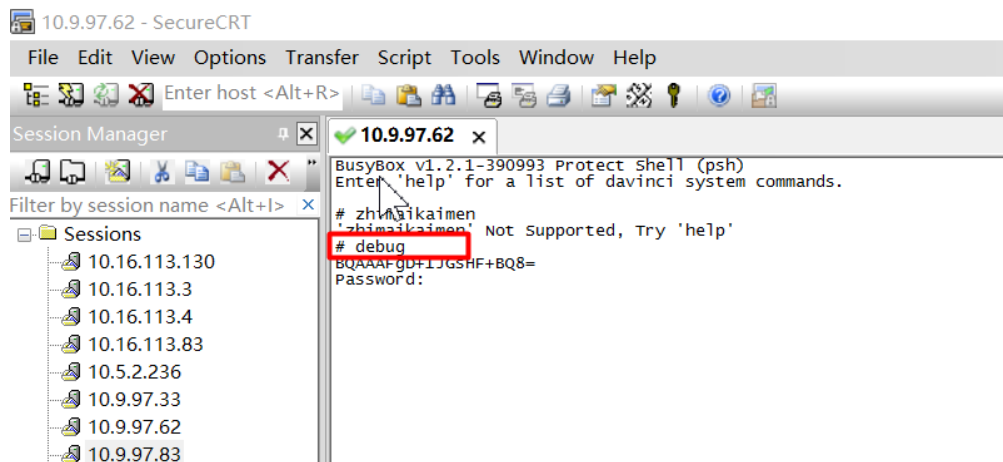 10.9.97.62 - SecureCRT
File Edit View Options Transfer Script Tools Window Help
Enter host <Alt+R>
Session Manager
10.9.97.62
Filter by session name <Alt+I>
Sessions
10.16.113.130
10.16.113.3
10.16.113.4
10.16.113.83
10.5.2.236
10.9.97.33
10.9.97.62
10.9.97.83
BusyBox v1.2.1-390993 Protect Shell (psh)
Enter 'help' for a list of davinci system commands.
# zhimaikaimen
'zhimaikaimen' Not Supported, Try 'help'
# debug
Password: